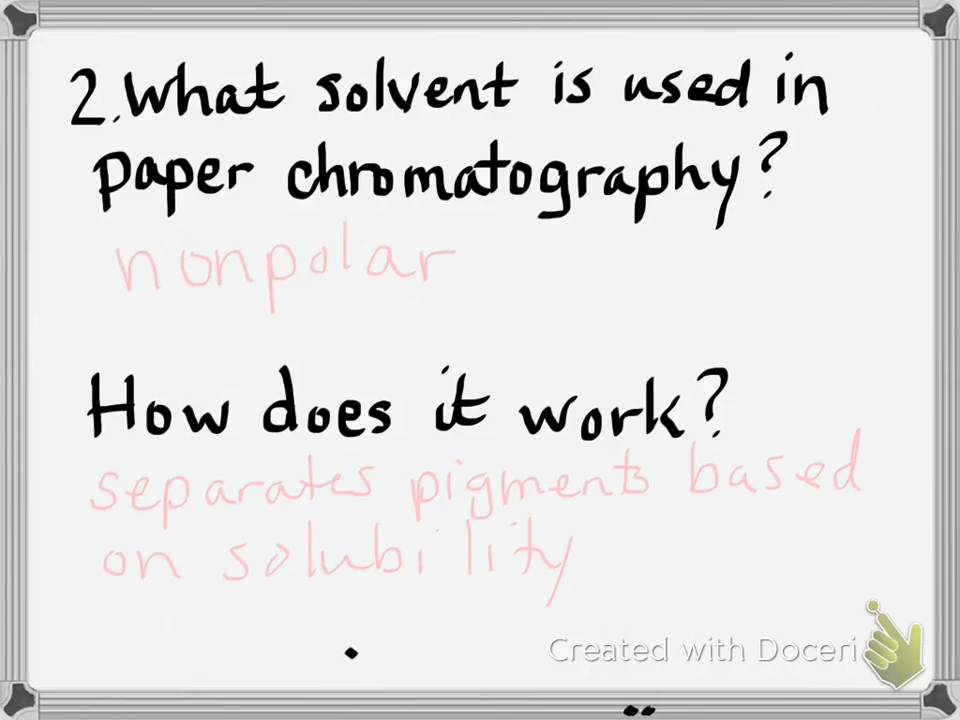 2. What solvent is used in
paper chromatography?
nonpolar
How does it work?
separates pigments based
on solubility
Created with Doceri